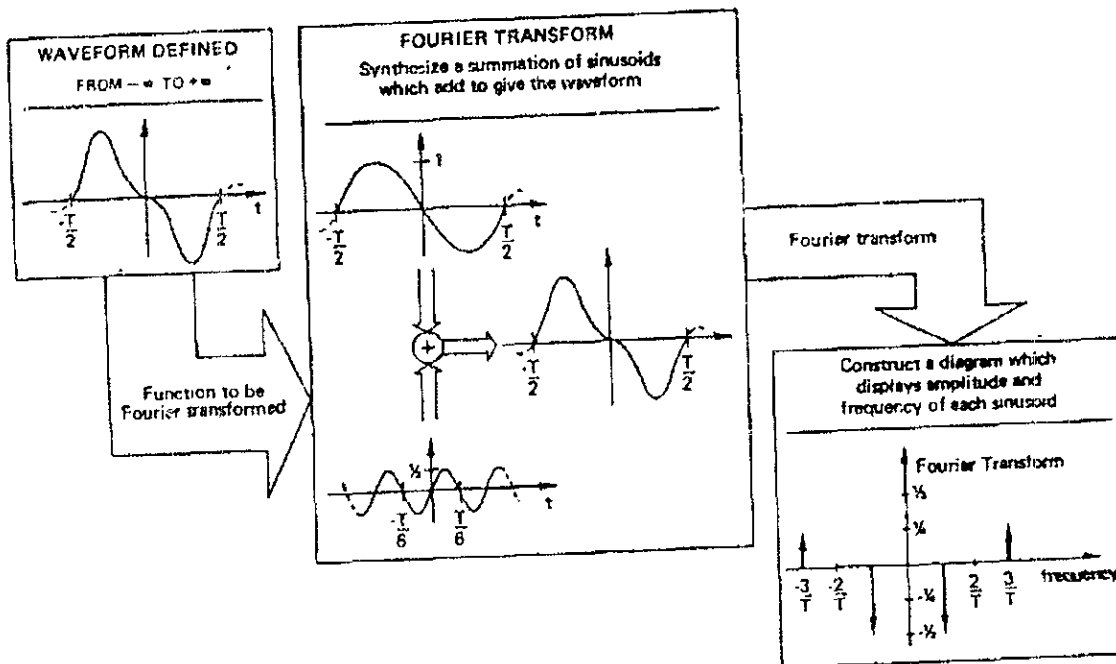 WAVEFORM DEFINED
FROM -∞ TO +∞
t
-T/2
T/2
Function to be
Fourier transformed
FOURIER TRANSFORM
Synthesize a summation of sinusoids
which add to give the waveform
1
t
-T/2
T/2
+
-T/2
T/2
½
t
-T/6
T/6
Fourier transform
Construct a diagram which
displays amplitude and
frequency of each sinusoid
Fourier Transform
½
¼
-3/T
-2/T
2/T
3/T
frequency
-¼
-½